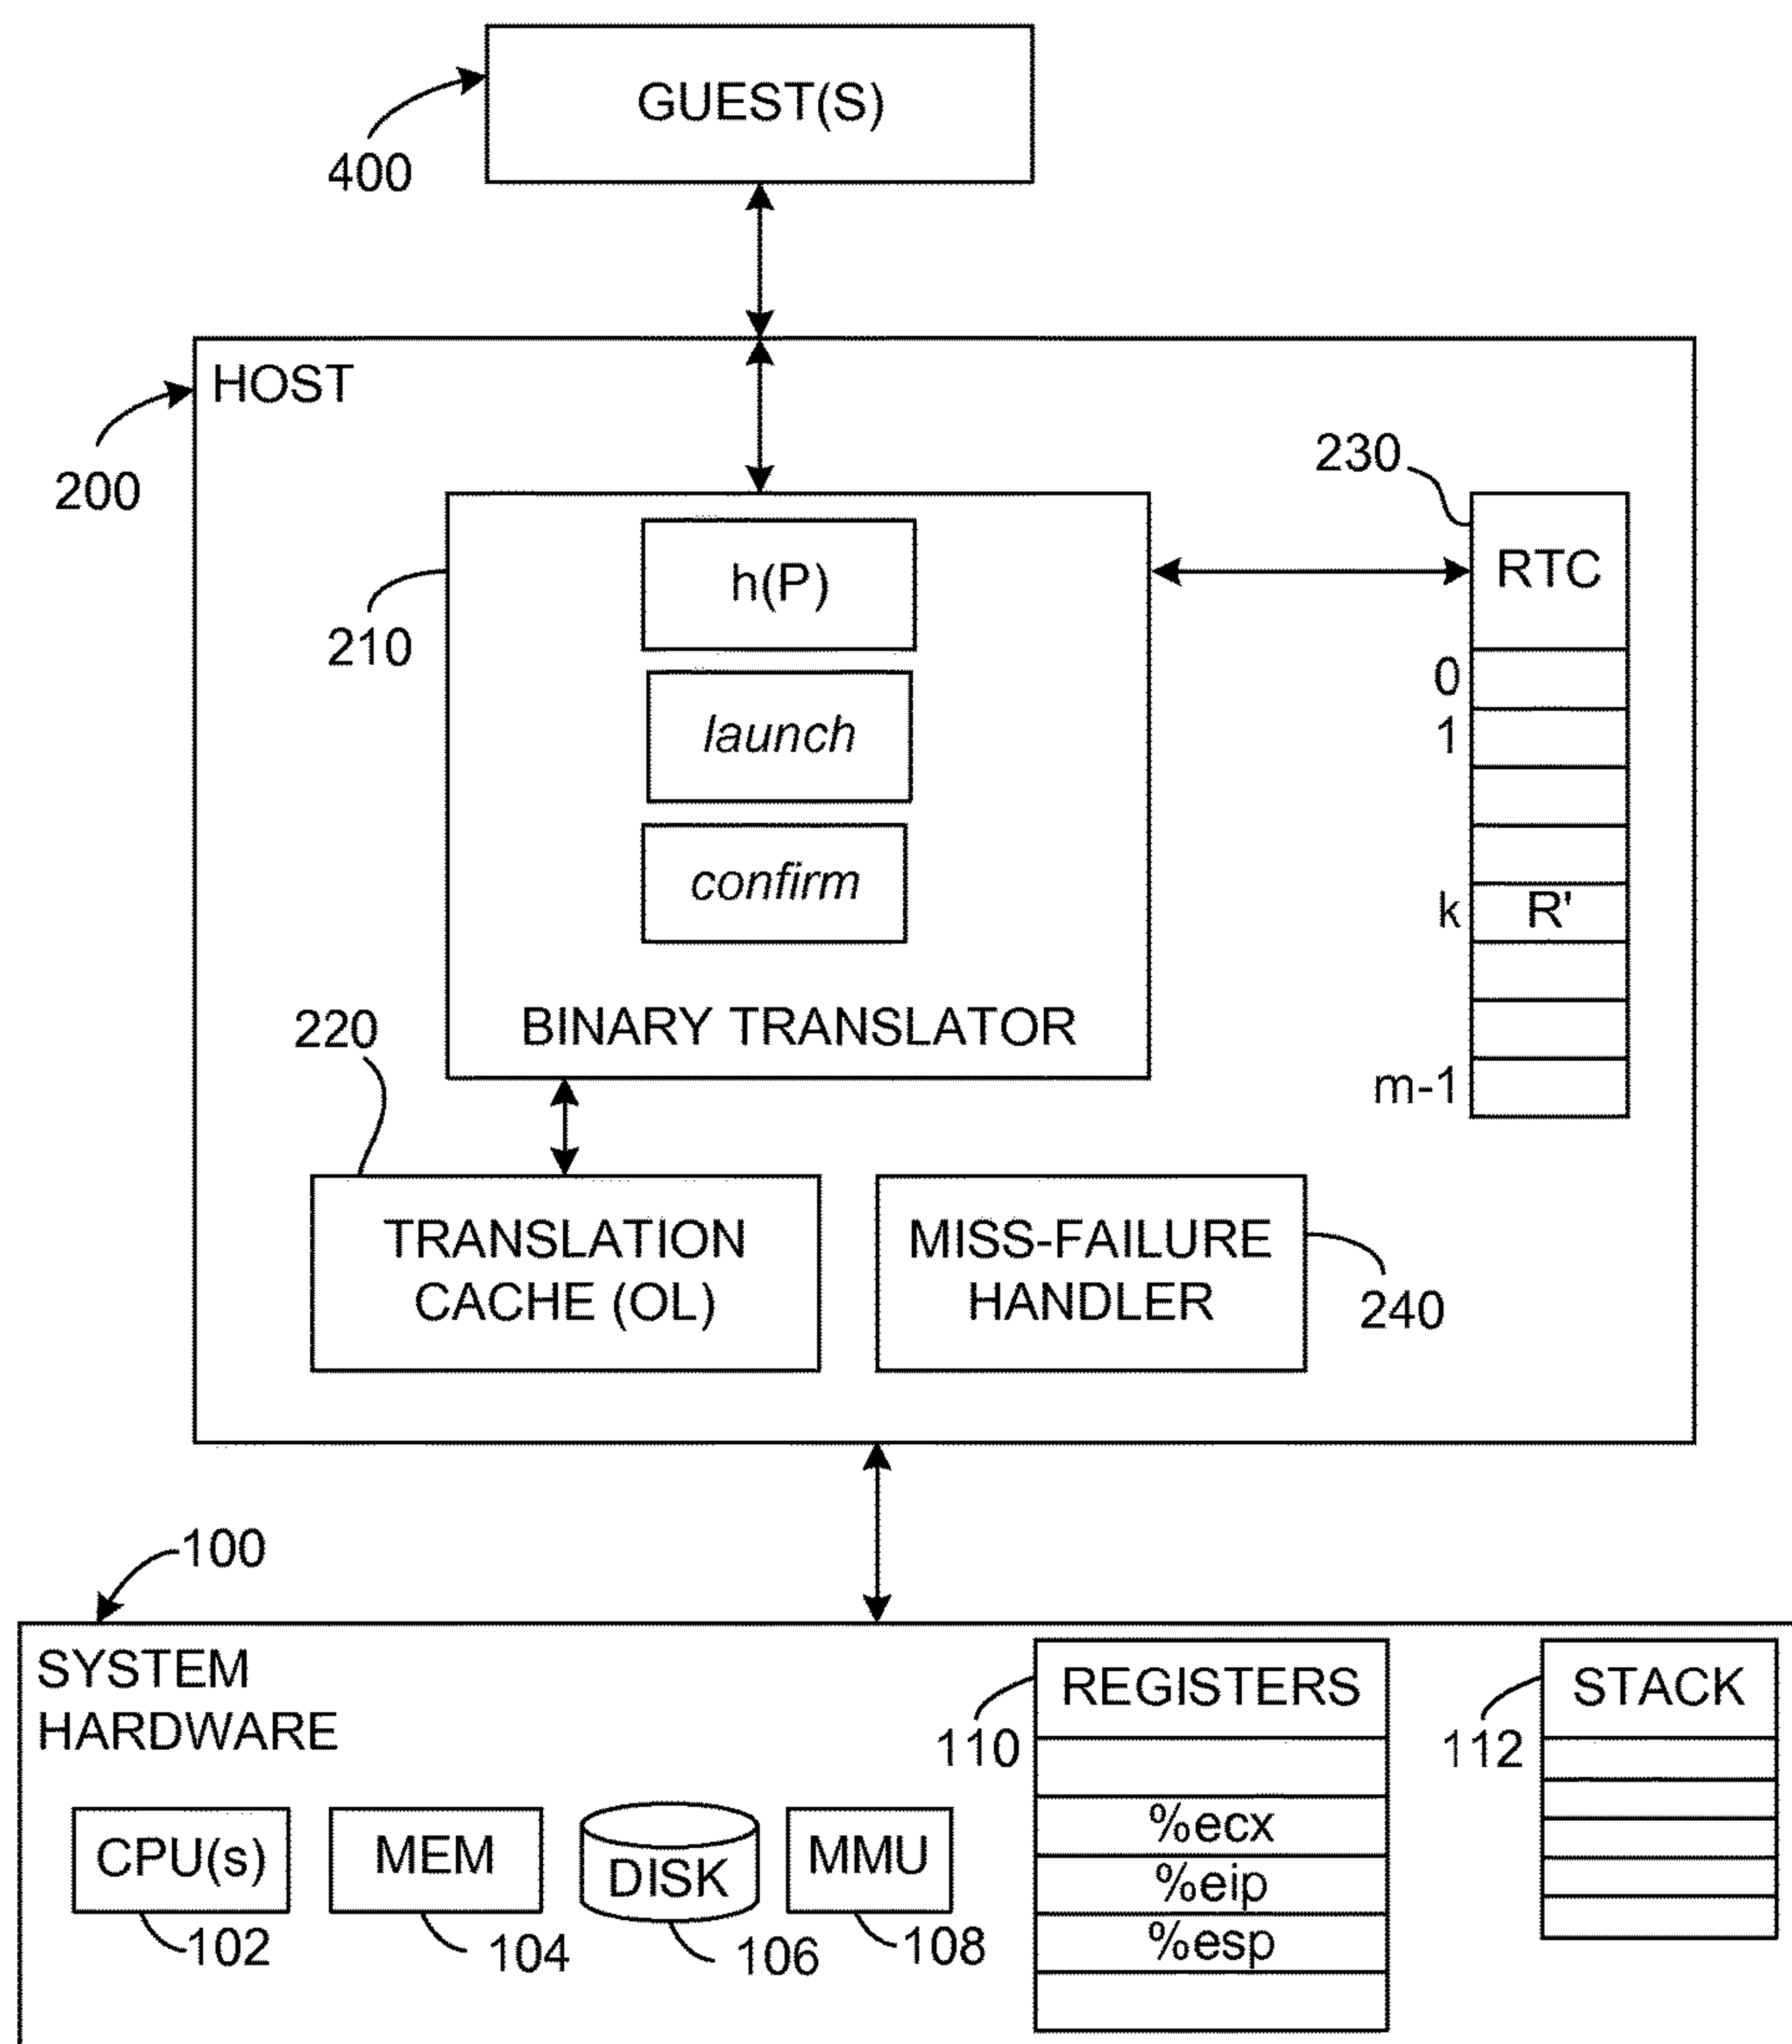 GUEST(S)
400
HOST
200
230
RTC
h(P)
210
0
launch
1
confirm
k
R'
220
BINARY TRANSLATOR
m-1
TRANSLATION
CACHE (OL)
MISS-FAILURE
HANDLER
240
100
SYSTEM
HARDWARE
REGISTERS
110
%ecx
%eip
%esp
STACK
112
CPU(s)
MEM
DISK
MMU
102
104
106
108